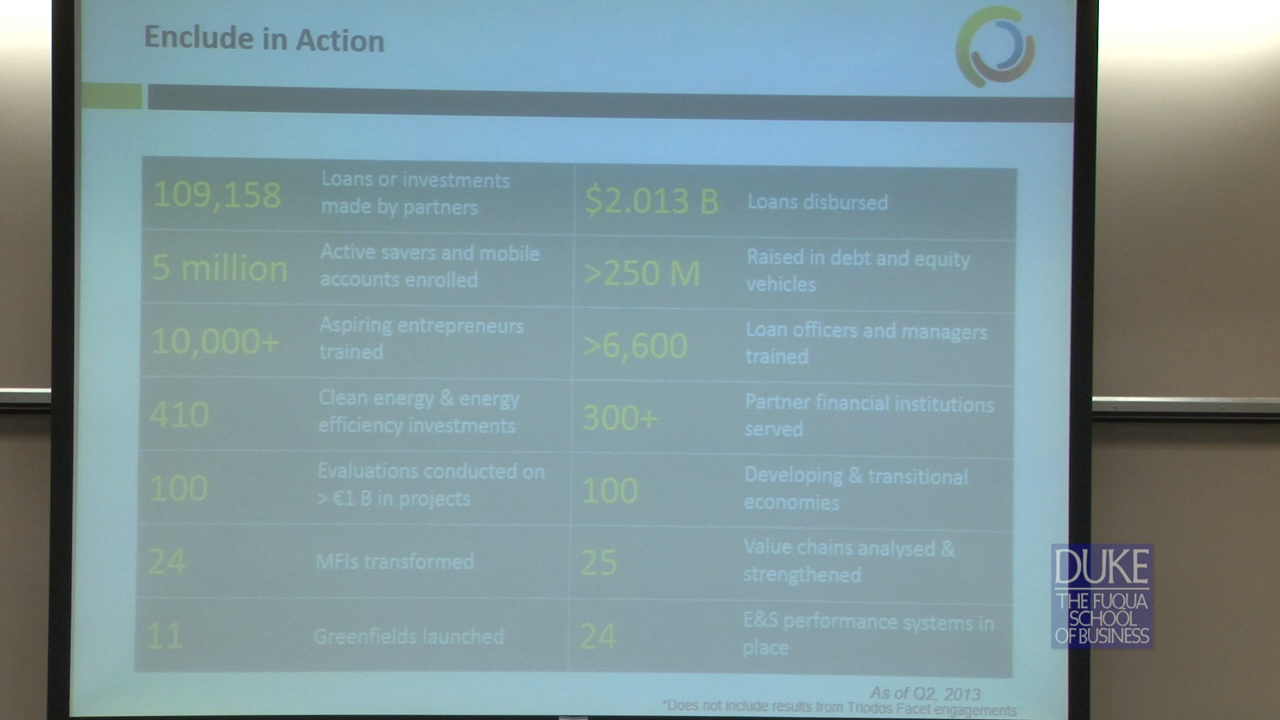 Enclude in Action
109,158
Loans or investments
made by partners
$2.013 B
Loans disbursed
5 million
Active savers and mobile
accounts enrolled
>250 M
Raised in debt and equity
vehicles
10,000+
Aspiring entrepreneurs
trained
>6,600
Loan officers and managers
trained
410
Clean energy & energy
efficiency investments
300+
Partner financial institutions
served
100
Evaluations conducted on
> €1 B in projects
100
Developing & transitional
economies
24
MFIs transformed
25
Value chains analysed &
strengthened
11
Greenfields launched
24
E&S performance systems in
place
As of Q2, 2013
*Does not include results from Triodos Facet engagements
DUKE
THE FUQUA
SCHOOL
OF BUSINESS